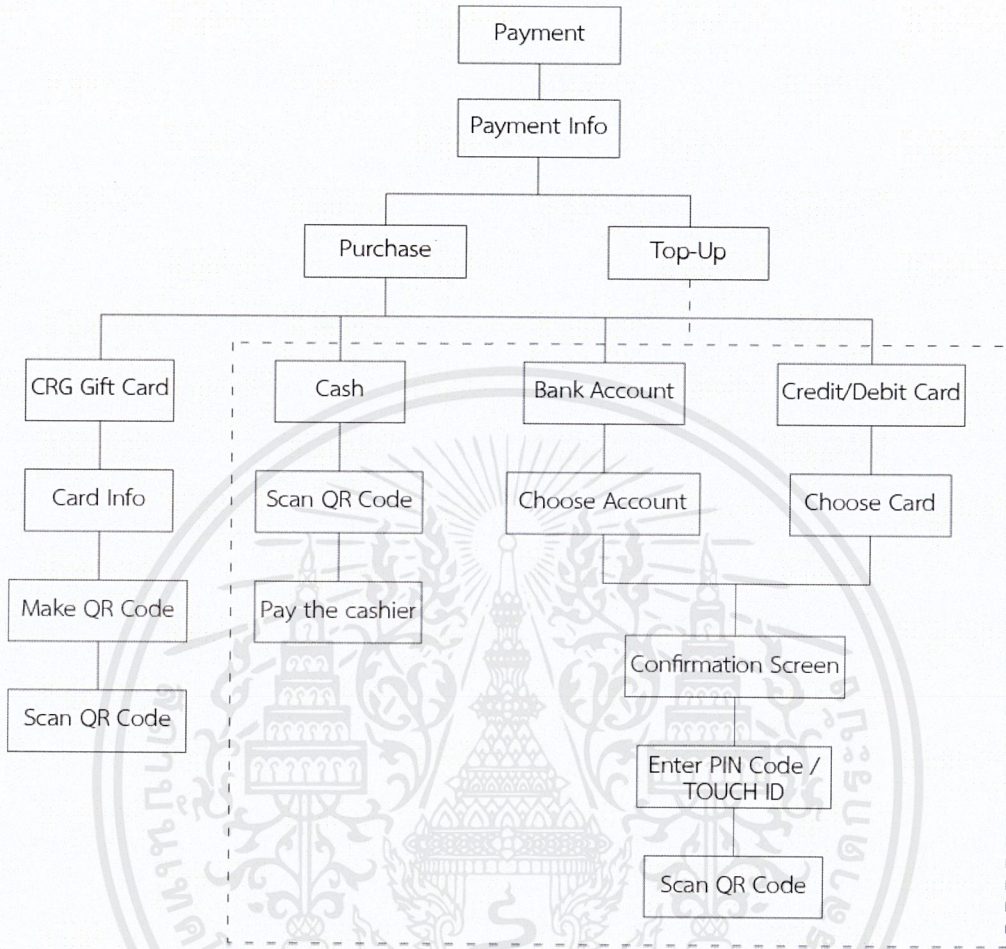 Payment
Payment Info
Purchase
Top-Up
CRG Gift Card
Cash
Bank Account
Credit/Debit Card
Card Info
Scan QR Code
Choose Account
Choose Card
Make QR Code
Pay the cashier
Confirmation Screen
Scan QR Code
Enter PIN Code /
TOUCH ID
Scan QR Code